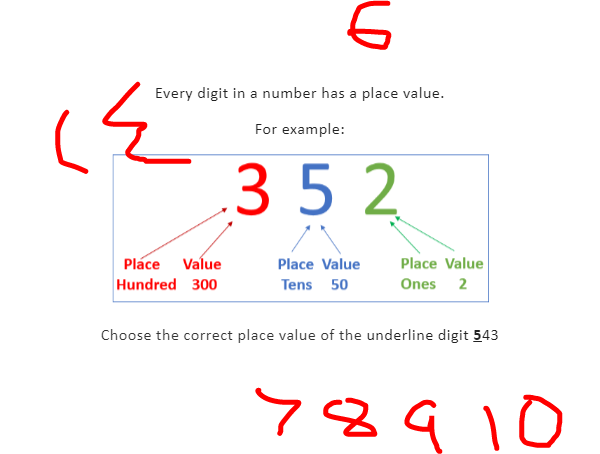 6
Every digit in a number has a place value.
For example:
3 5 2
Place Value Place Value Place Value
Hundred 300 Tens 50 Ones 2
Choose the correct place value of the underline digit 543
7 8 9 10